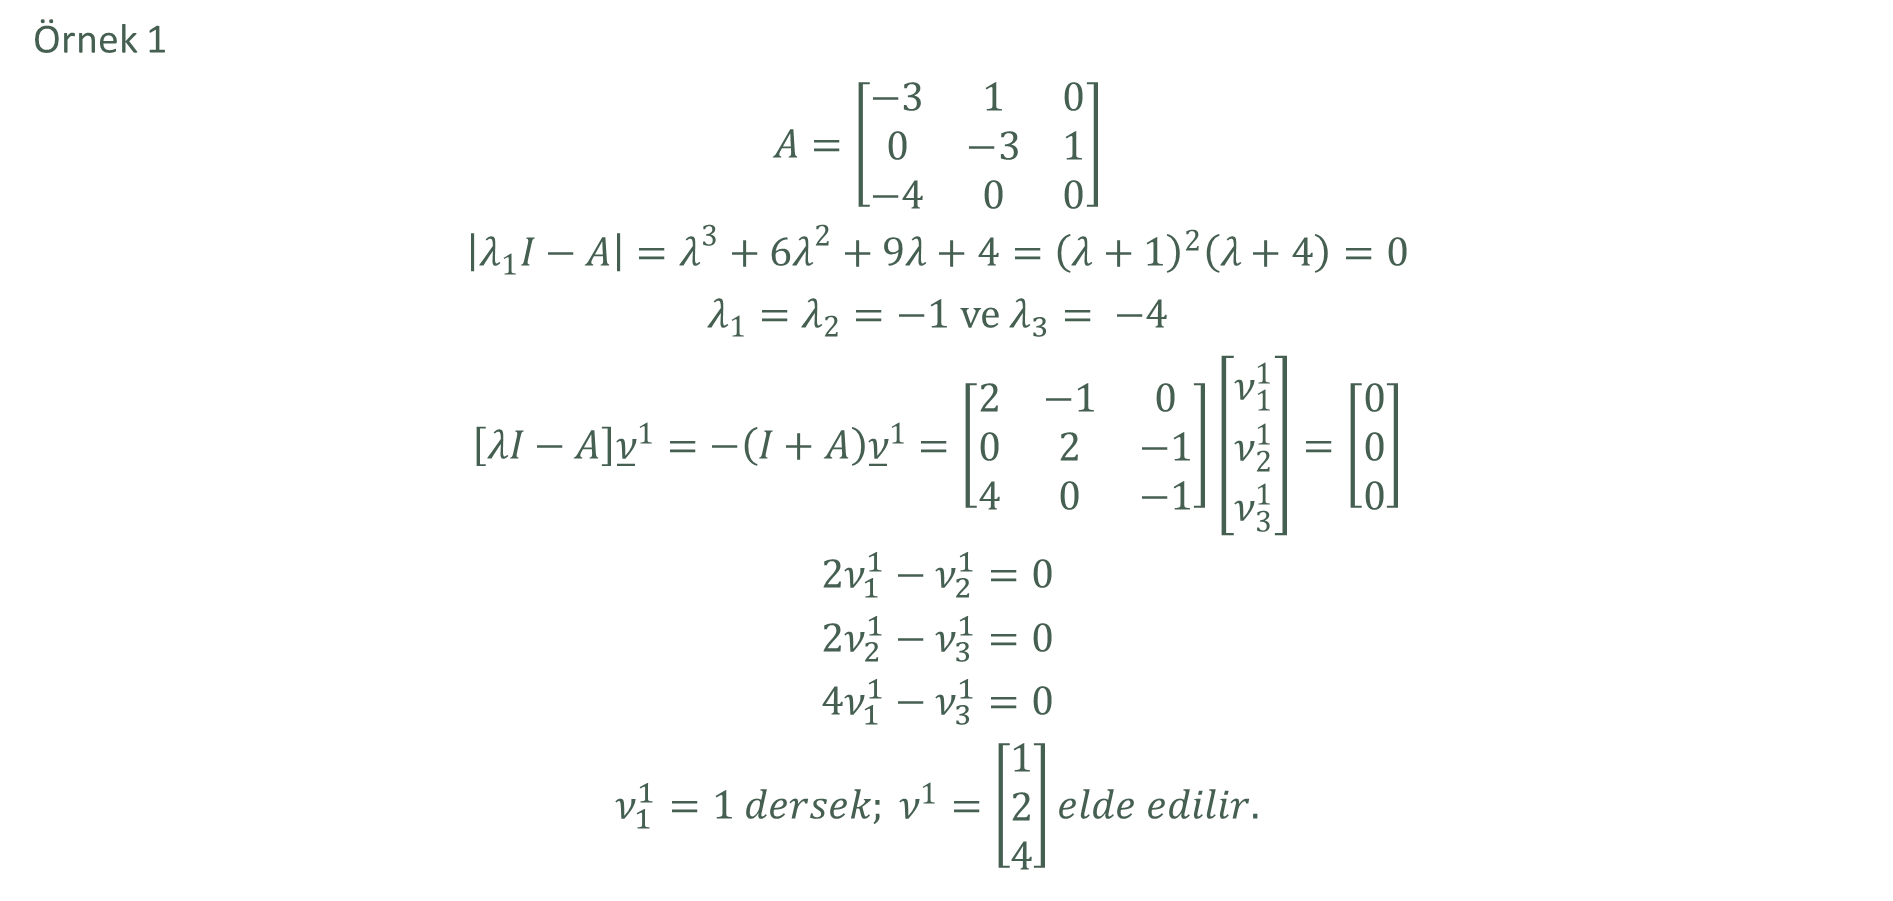 Örnek 1
A = [−3 1 0; 0 −3 1; −4 0 0]
|λ₁I − A| = λ³ + 6λ² + 9λ + 4 = (λ + 1)²(λ + 4) = 0
λ₁ = λ₂ = −1 ve λ₃ = −4
[λI − A]v̲¹ = −(I + A)v̲¹ = [2 −1 0; 0 2 −1; 4 0 −1] [v₁¹; v₂¹; v₃¹] = [0; 0; 0]
2v₁¹ − v₂¹ = 0
2v₂¹ − v₃¹ = 0
4v₁¹ − v₃¹ = 0
v₁¹ = 1 dersek; v¹ = [1; 2; 4] elde edilir.